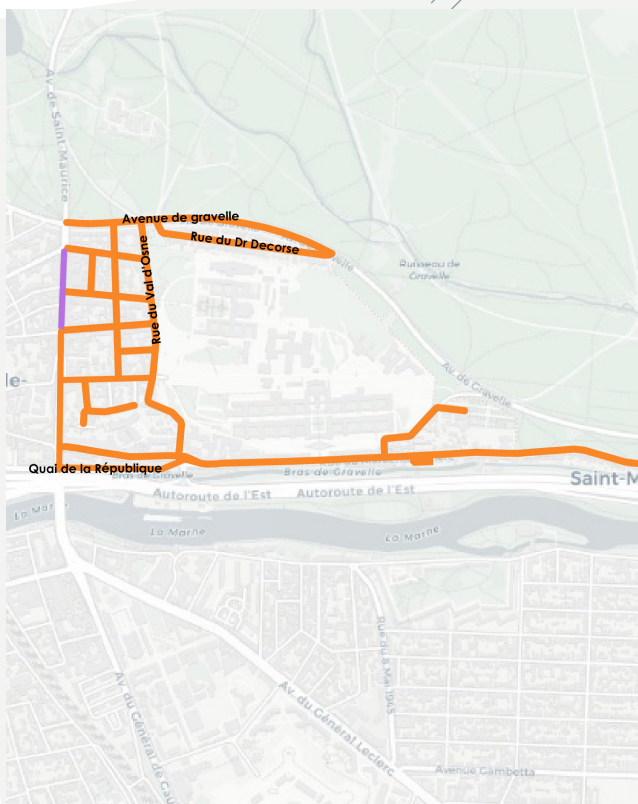 Av. de Saint-Maurice
Avenue de gravelle
Rue du Dr Decorse
Rue du Val d'Osne
Ruisseau de
Gravelle
Av. de Gravelle
lle-
Quai de la République
Bras de Gravelle
Bras de Gravelle
Saint-M
Autoroute de l'Est
Autoroute de l'Est
La Marne
La Marne
La Marne
Rue du 8 Mai 1945
Av. du Général de Gau
Av. du Général Leclerc
Avenue Gambetta